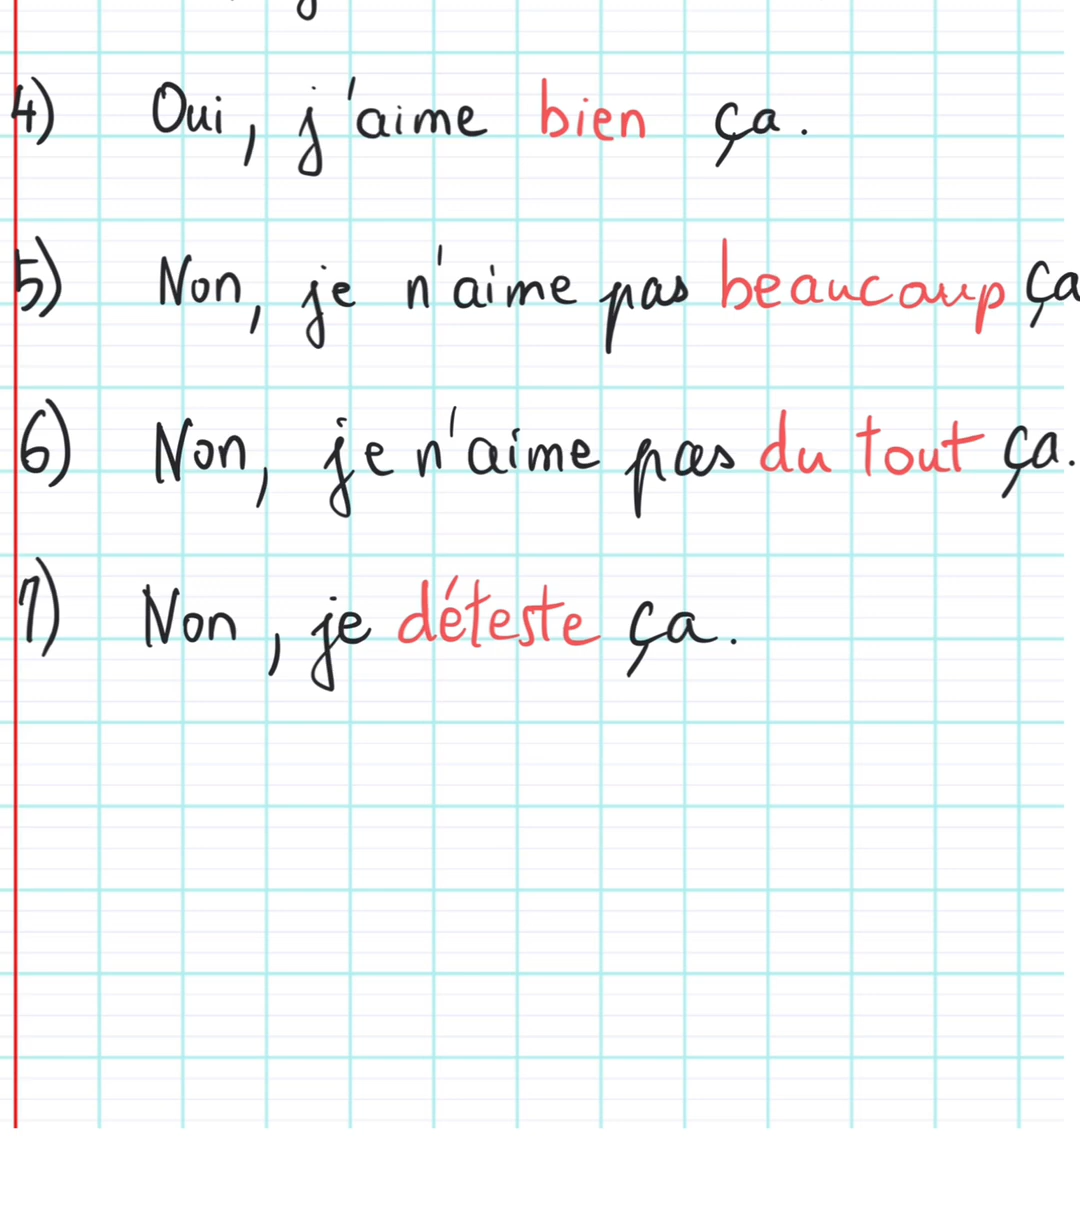 4) Oui, j'aime bien ça.
5) Non, je n'aime pas beaucoup ça
6) Non, je n'aime pas du tout ça.
7) Non, je déteste ça.